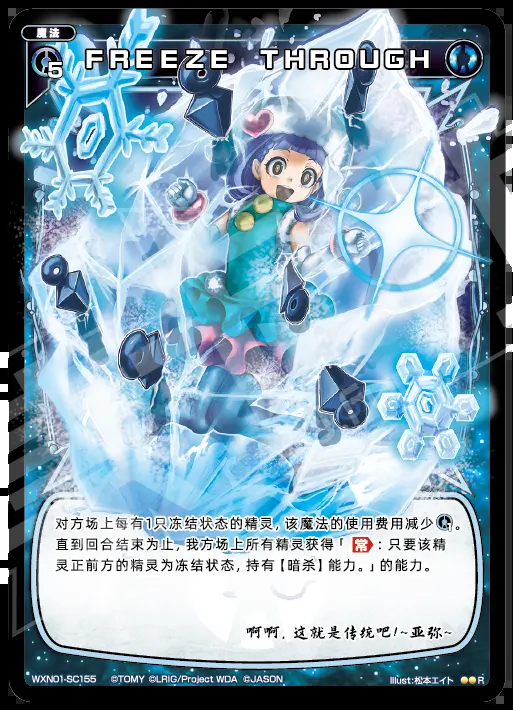 魔法
5 FREEZE THROUGH
对方场上每有1只冻结状态的精灵,该魔法的使用费用减少。
直到回合结束为止,我方场上所有精灵获得「常:只要该精
灵正前方的精灵为冻结状态,持有【暗杀】能力。」的能力。
啊啊,这就是传统吧!~亚弥~
WXN01-SC155 ©TOMY ©LRIG/Project WDA ©JASON Illust:松本エイト R